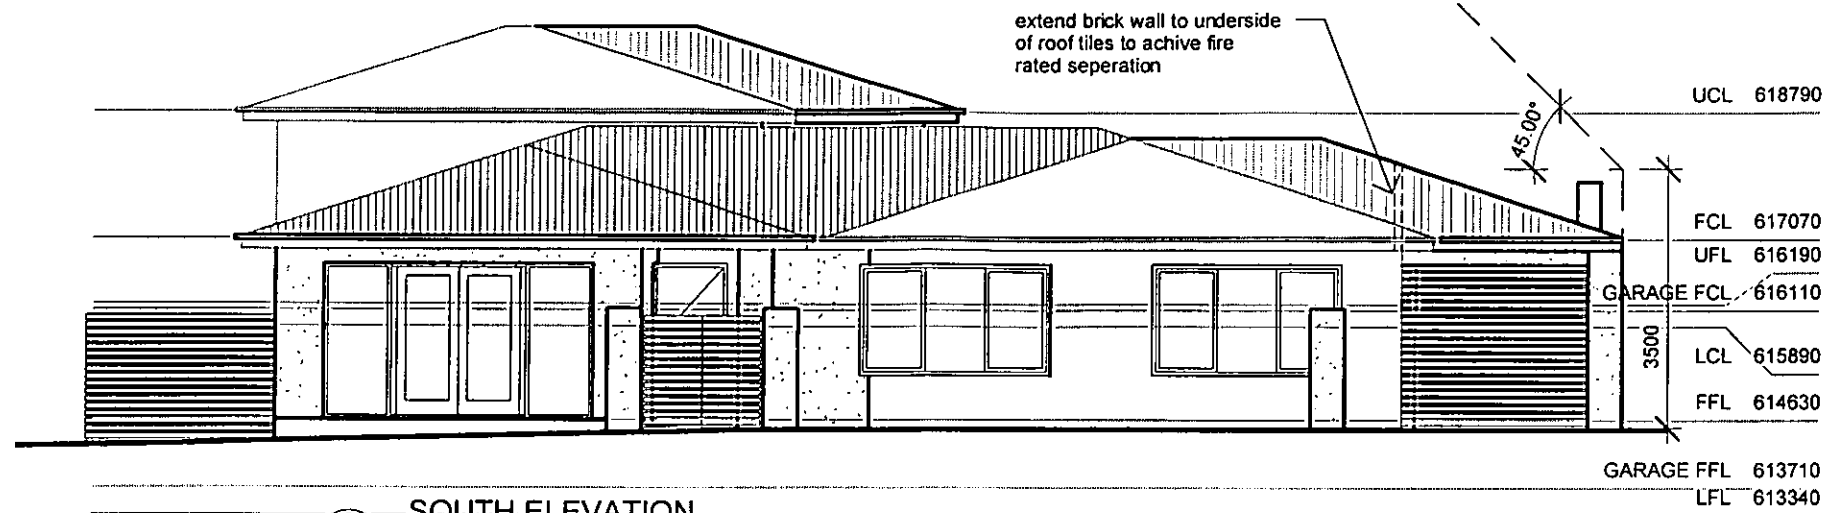 extend brick wall to underside
of roof tiles to achive fire
rated seperation
UCL 618790
45.00°
FCL 617070
UFL 616190
GARAGE FCL 616110
3500
LCL 615890
FFL 614630
GARAGE FFL 613710
LFL 613340
SOUTH ELEVATION